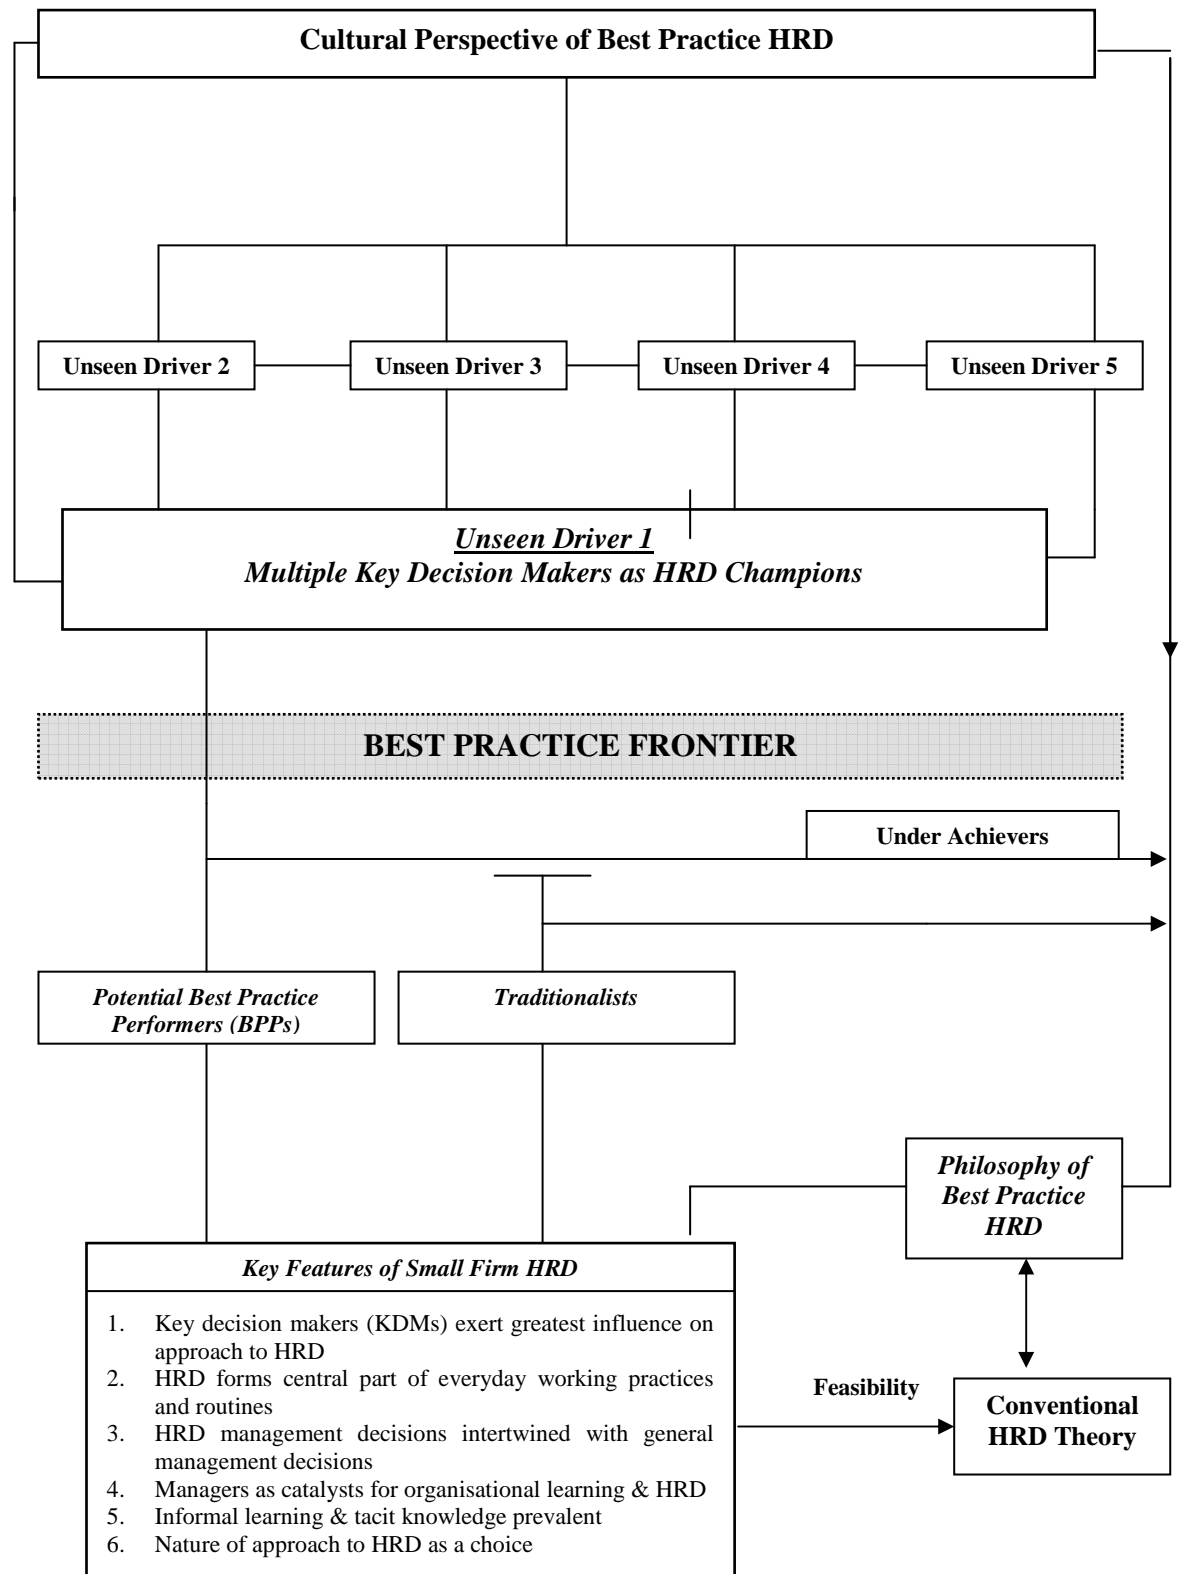 Cultural Perspective of Best Practice HRD
Unseen Driver 2
Unseen Driver 3
Unseen Driver 4
Unseen Driver 5
Unseen Driver 1
Multiple Key Decision Makers as HRD Champions
BEST PRACTICE FRONTIER
Under Achievers
Potential Best Practice
Performers (BPPs)
Traditionalists
Philosophy of
Best Practice
HRD
Key Features of Small Firm HRD
1. Key decision makers (KDMs) exert greatest influence on
approach to HRD
2. HRD forms central part of everyday working practices
and routines
3. HRD management decisions intertwined with general
management decisions
4. Managers as catalysts for organisational learning & HRD
5. Informal learning & tacit knowledge prevalent
6. Nature of approach to HRD as a choice
Feasibility
Conventional
HRD Theory